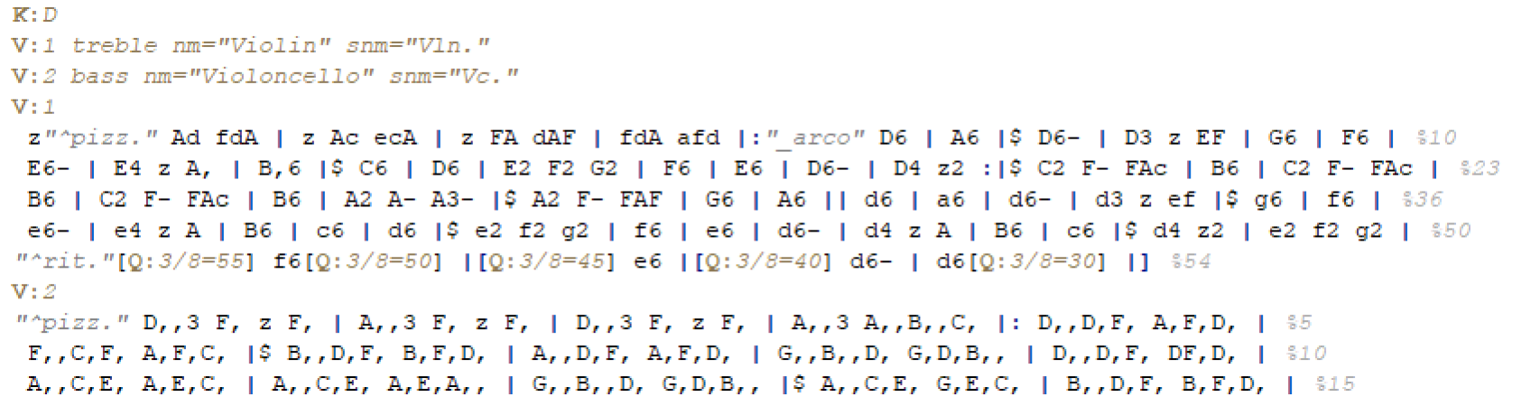 K:D
V:1 treble nm="Violin" snm="Vln."
V:2 bass nm="Violoncello" snm="Vc."
V:1
z"^pizz." Ad fdA | z Ac ecA | z FA dAF | fdA afd |:"_arco" D6 | A6 |$ D6- | D3 z EF | G6 | F6 | %10
E6- | E4 z A, | B,6 |$ C6 | D6 | E2 F2 G2 | F6 | E6 | D6- | D4 z2 :|$ C2 F- FAc | B6 | C2 F- FAc | %23
B6 | C2 F- FAc | B6 | A2 A- A3- |$ A2 F- FAF | G6 | A6 || d6 | a6 | d6- | d3 z ef |$ g6 | f6 | %36
e6- | e4 z A | B6 | c6 | d6 |$ e2 f2 g2 | f6 | e6 | d6- | d4 z A | B6 | c6 |$ d4 z2 | e2 f2 g2 | %50
"^rit."[Q:3/8=55] f6[Q:3/8=50] |[Q:3/8=45] e6 |[Q:3/8=40] d6- | d6[Q:3/8=30] |] %54
V:2
"^pizz." D,,3 F, z F, | A,,3 F, z F, | D,,3 F, z F, | A,,3 A,,B,,C, |: D,,D,F, A,F,D, | %5
F,,C,F, A,F,C, |$ B,,D,F, B,F,D, | A,,D,F, A,F,D, | G,,B,,D, G,D,B,, | D,,D,F, DF,D, | %10
A,,C,E, A,E,C, | A,,C,E, A,E,A,, | G,,B,,D, G,D,B,, |$ A,,C,E, G,E,C, | B,,D,F, B,F,D, | %15